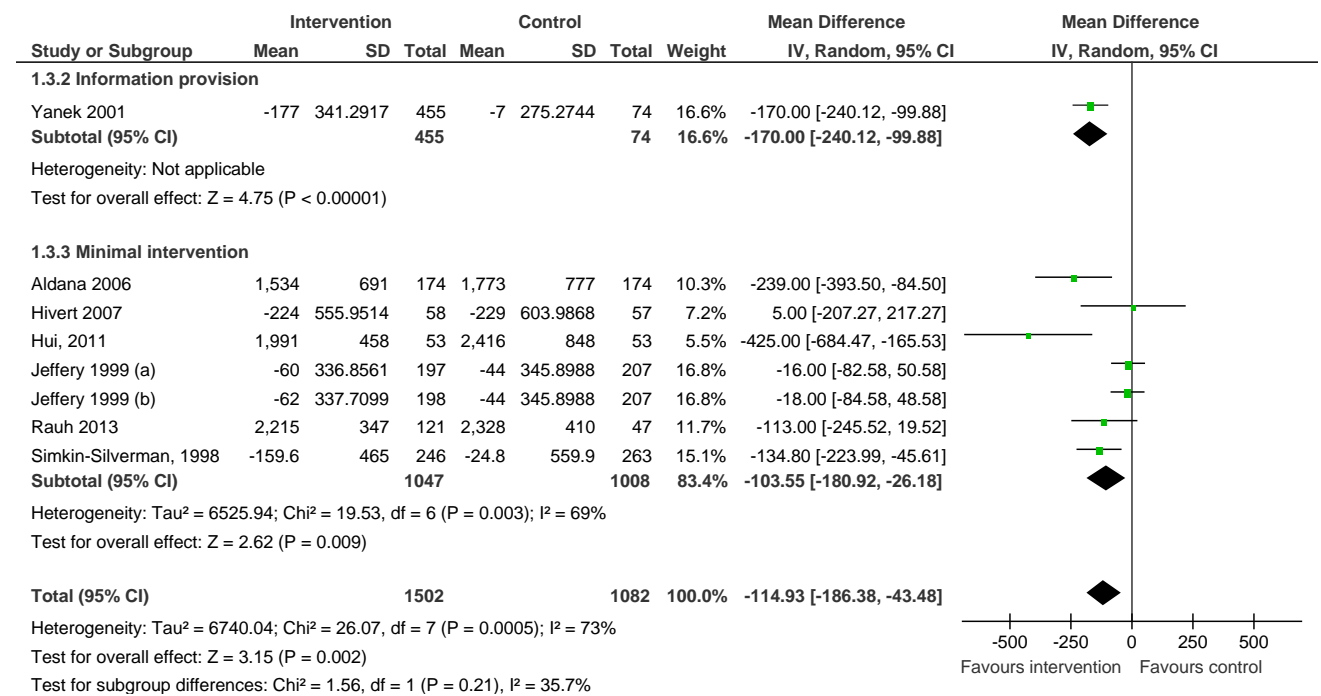 Intervention Control Mean Difference Mean Difference
Study or Subgroup Mean SD Total Mean SD Total Weight IV, Random, 95% CI IV, Random, 95% CI
1.3.2 Information provision
Yanek 2001 -177 341.2917 455 -7 275.2744 74 16.6% -170.00 [-240.12, -99.88]
Subtotal (95% CI) 455 74 16.6% -170.00 [-240.12, -99.88]
Heterogeneity: Not applicable
Test for overall effect: Z = 4.75 (P < 0.00001)
1.3.3 Minimal intervention
Aldana 2006 1,534 691 174 1,773 777 174 10.3% -239.00 [-393.50, -84.50]
Hivert 2007 -224 555.9514 58 -229 603.9868 57 7.2% 5.00 [-207.27, 217.27]
Hui, 2011 1,991 458 53 2,416 848 53 5.5% -425.00 [-684.47, -165.53]
Jeffery 1999 (a) -60 336.8561 197 -44 345.8988 207 16.8% -16.00 [-82.58, 50.58]
Jeffery 1999 (b) -62 337.7099 198 -44 345.8988 207 16.8% -18.00 [-84.58, 48.58]
Rauh 2013 2,215 347 121 2,328 410 47 11.7% -113.00 [-245.52, 19.52]
Simkin-Silverman, 1998 -159.6 465 246 -24.8 559.9 263 15.1% -134.80 [-223.99, -45.61]
Subtotal (95% CI) 1047 1008 83.4% -103.55 [-180.92, -26.18]
Heterogeneity: Tau² = 6525.94; Chi² = 19.53, df = 6 (P = 0.003); I² = 69%
Test for overall effect: Z = 2.62 (P = 0.009)
Total (95% CI) 1502 1082 100.0% -114.93 [-186.38, -43.48]
Heterogeneity: Tau² = 6740.04; Chi² = 26.07, df = 7 (P = 0.0005); I² = 73%
Test for overall effect: Z = 3.15 (P = 0.002)
Test for subgroup differences: Chi² = 1.56, df = 1 (P = 0.21), I² = 35.7%
-500 -250 0 250 500
Favours intervention Favours control